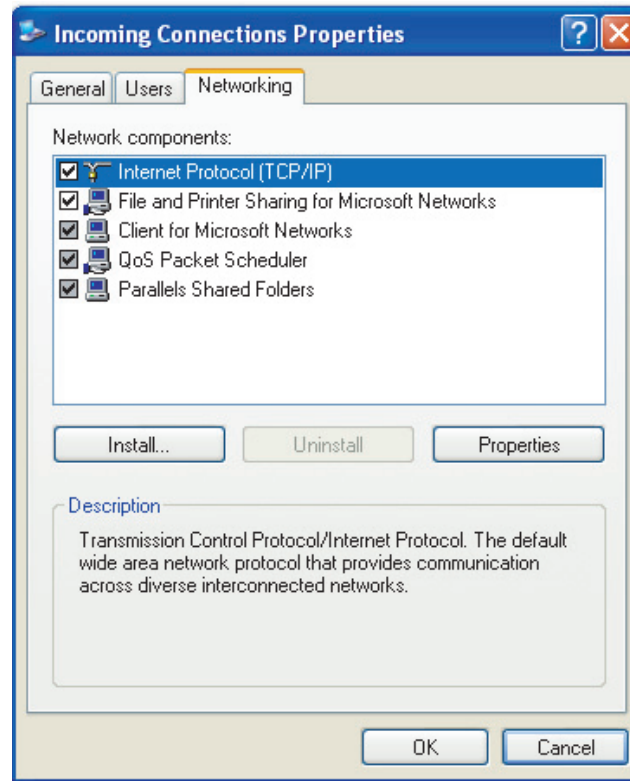 Incoming Connections Properties
General Users Networking
Network components:
Internet Protocol (TCP/IP)
File and Printer Sharing for Microsoft Networks
Client for Microsoft Networks
QoS Packet Scheduler
Parallels Shared Folders
Install... Uninstall Properties
Description
Transmission Control Protocol/Internet Protocol. The default
wide area network protocol that provides communication
across diverse interconnected networks.
OK Cancel